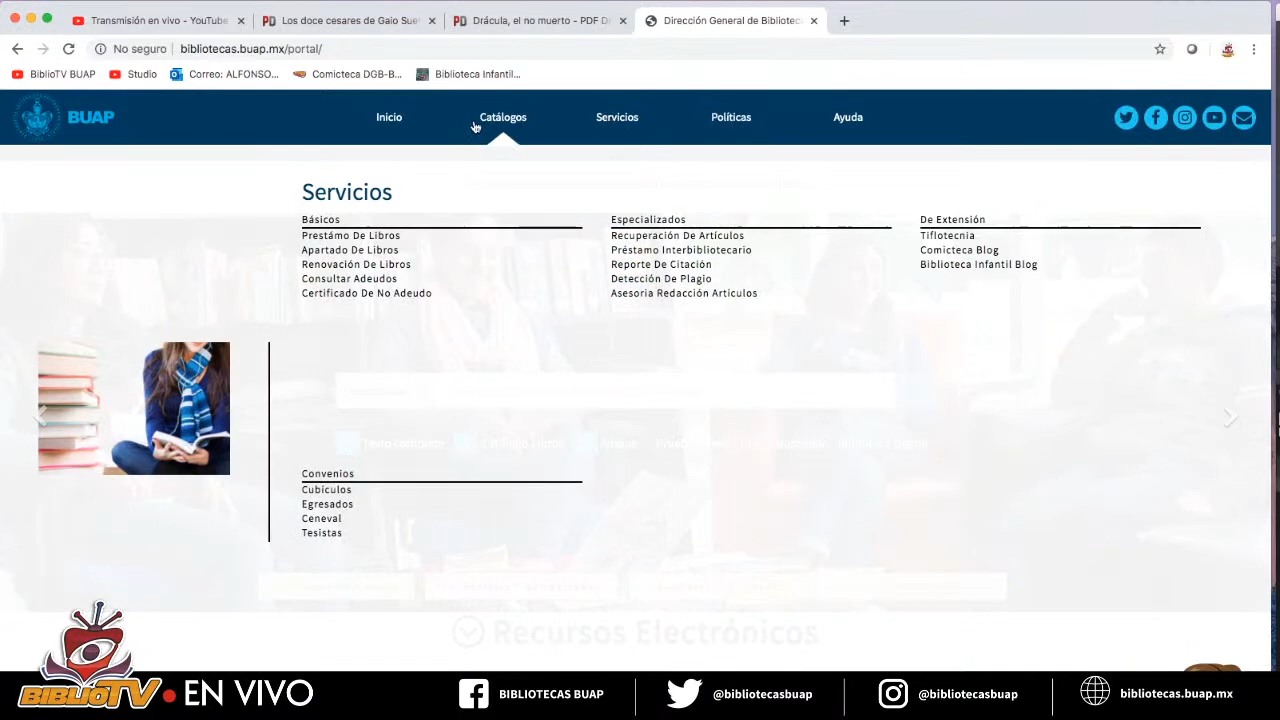 Transmisión en vivo - YouTube
Los doce cesares de Gaio Sue
Drácula, el no muerto - PDF D
Dirección General de Bibliotec
No seguro
bibliotecas.buap.mx/portal/
BiblioTV BUAP
Studio
Correo: ALFONSO...
Comicteca DGB-B...
Biblioteca Infantil...
BUAP
Inicio
Catálogos
Servicios
Políticas
Ayuda
Servicios
Básicos
Prestámo De Libros
Apartado De Libros
Renovación De Libros
Consultar Adeudos
Certificado De No Adeudo
Especializados
Recuperación De Artículos
Préstamo Interbibliotecario
Reporte De Citación
Detección De Plagio
Asesoria Redacción Artículos
De Extensión
Tiflotecnia
Comicteca Blog
Biblioteca Infantil Blog
Convenios
Cubículos
Egresados
Ceneval
Tesistas
Texto completo
Recursos Electrónicos
BIBLIOTV
EN VIVO
BIBLIOTECAS BUAP
@bibliotecasbuap
@bibliotecasbuap
bibliotecas.buap.mx